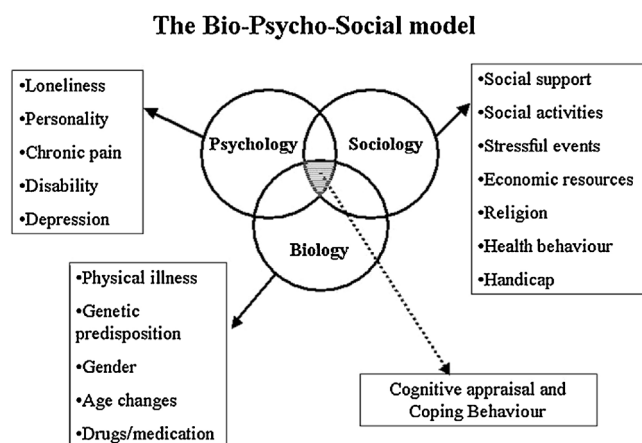 The Bio-Psycho-Social model
•Loneliness
•Personality
•Chronic pain
•Disability
•Depression
Psychology
Sociology
Biology
•Social support
•Social activities
•Stressful events
•Economic resources
•Religion
•Health behaviour
•Handicap
•Physical illness
•Genetic
predisposition
•Gender
•Age changes
•Drugs/medication
Cognitive appraisal and
Coping Behaviour